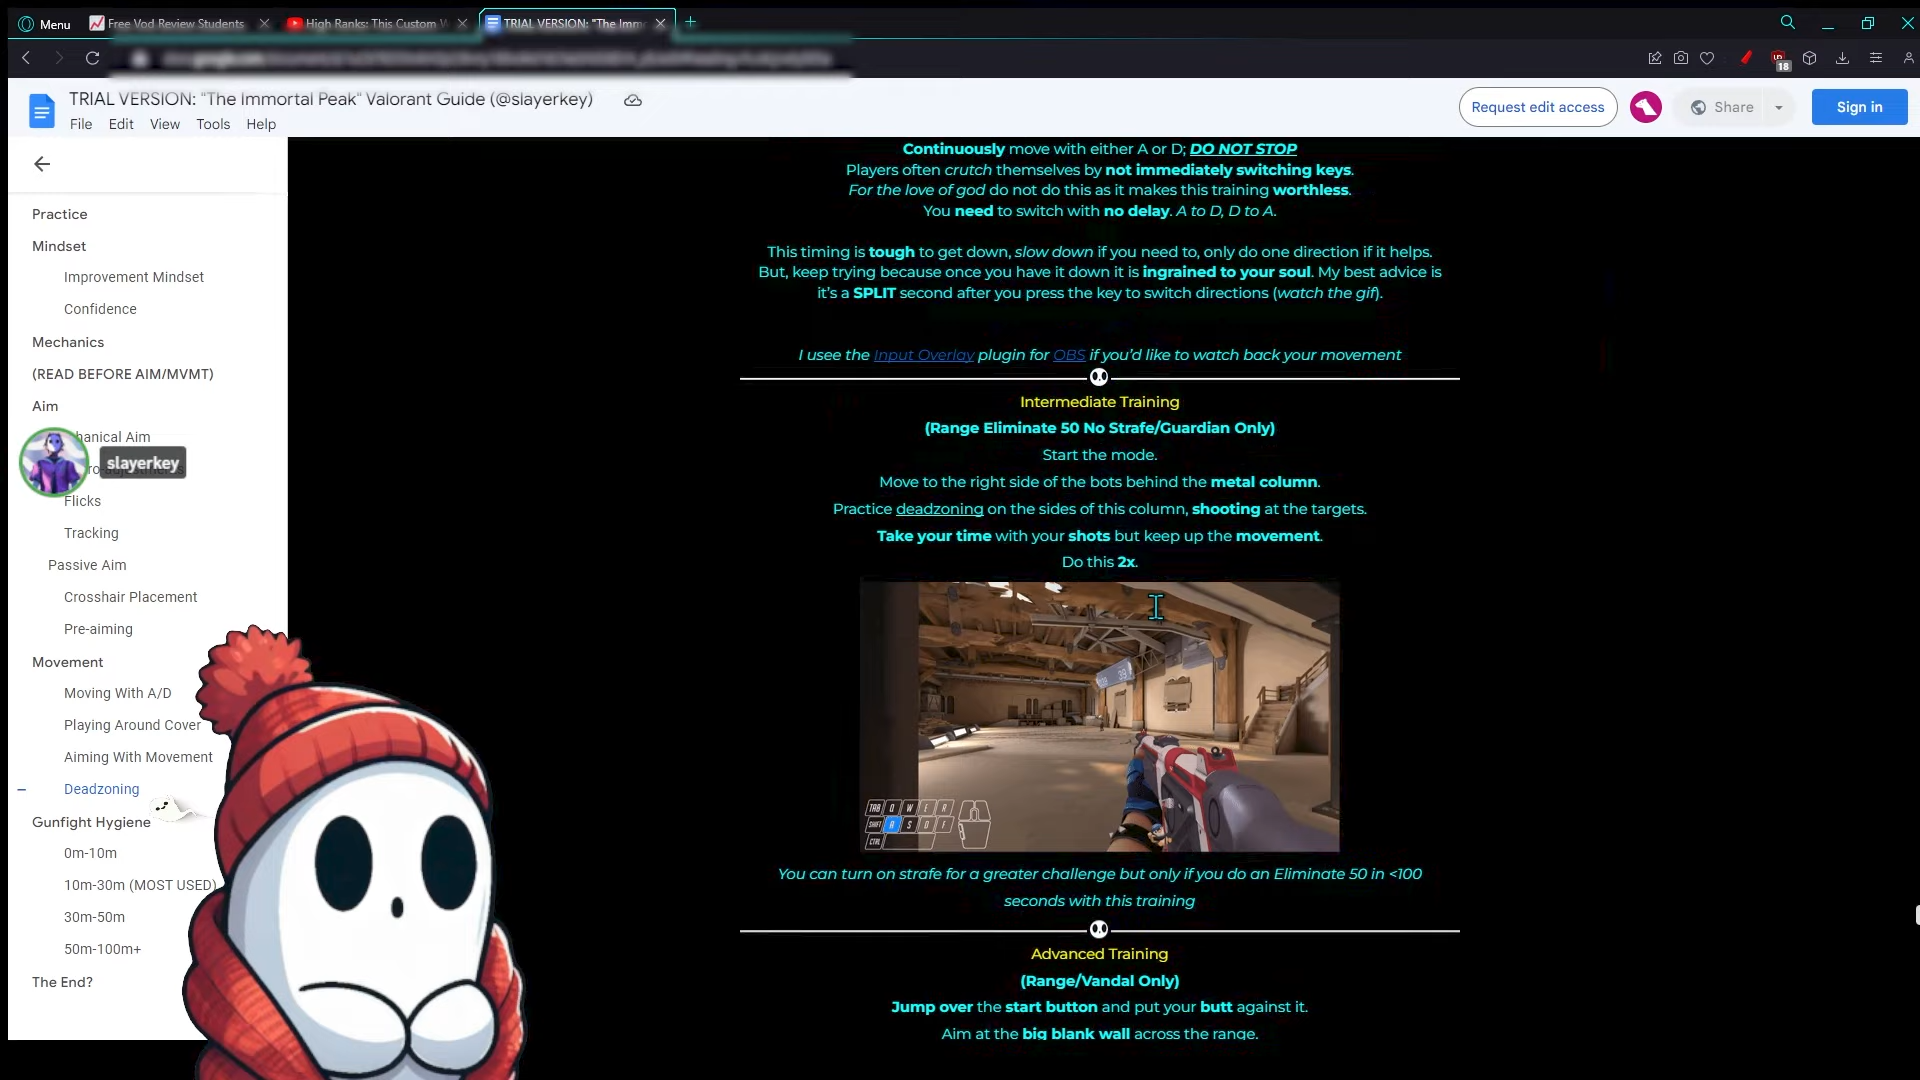 Menu
Free Vod Review Students
High Ranks: This Custom
TRIAL VERSION: "The Imm
18
TRIAL VERSION: "The Immortal Peak" Valorant Guide (@slayerkey)
File Edit View Tools Help
Request edit access
Share
Sign in
Practice
Mindset
Improvement Mindset
Confidence
Mechanics
(READ BEFORE AIM/MVMT)
Aim
hanical Aim
slayerkey
Flicks
Tracking
Passive Aim
Crosshair Placement
Pre-aiming
Movement
Moving With A/D
Playing Around Cover
Aiming With Movement
Deadzoning
Gunfight Hygiene
0m-10m
10m-30m (MOST USED)
30m-50m
50m-100m+
The End?
Continuously move with either A or D; DO NOT STOP
Players often crutch themselves by not immediately switching keys.
For the love of god do not do this as it makes this training worthless.
You need to switch with no delay. A to D, D to A.
This timing is tough to get down, slow down if you need to, only do one direction if it helps.
But, keep trying because once you have it down it is ingrained to your soul. My best advice is
it's a SPLIT second after you press the key to switch directions (watch the gif).
I usee the Input Overlay plugin for OBS if you'd like to watch back your movement
Intermediate Training
(Range Eliminate 50 No Strafe/Guardian Only)
Start the mode.
Move to the right side of the bots behind the metal column.
Practice deadzoning on the sides of this column, shooting at the targets.
Take your time with your shots but keep up the movement.
Do this 2x.
TAB Q W E R
SHIFT A S D F
CTRL
You can turn on strafe for a greater challenge but only if you do an Eliminate 50 in <100
seconds with this training
Advanced Training
(Range/Vandal Only)
Jump over the start button and put your butt against it.
Aim at the big blank wall across the range.